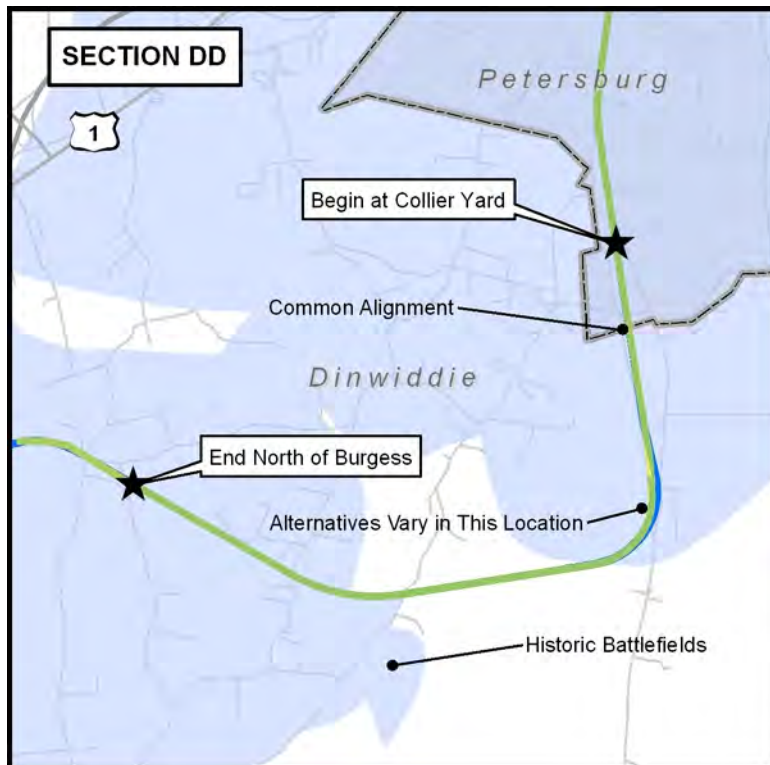 SECTION DD
Petersburg
1
Begin at Collier Yard
Common Alignment
Dinwiddie
End North of Burgess
Alternatives Vary in This Location
Historic Battlefields